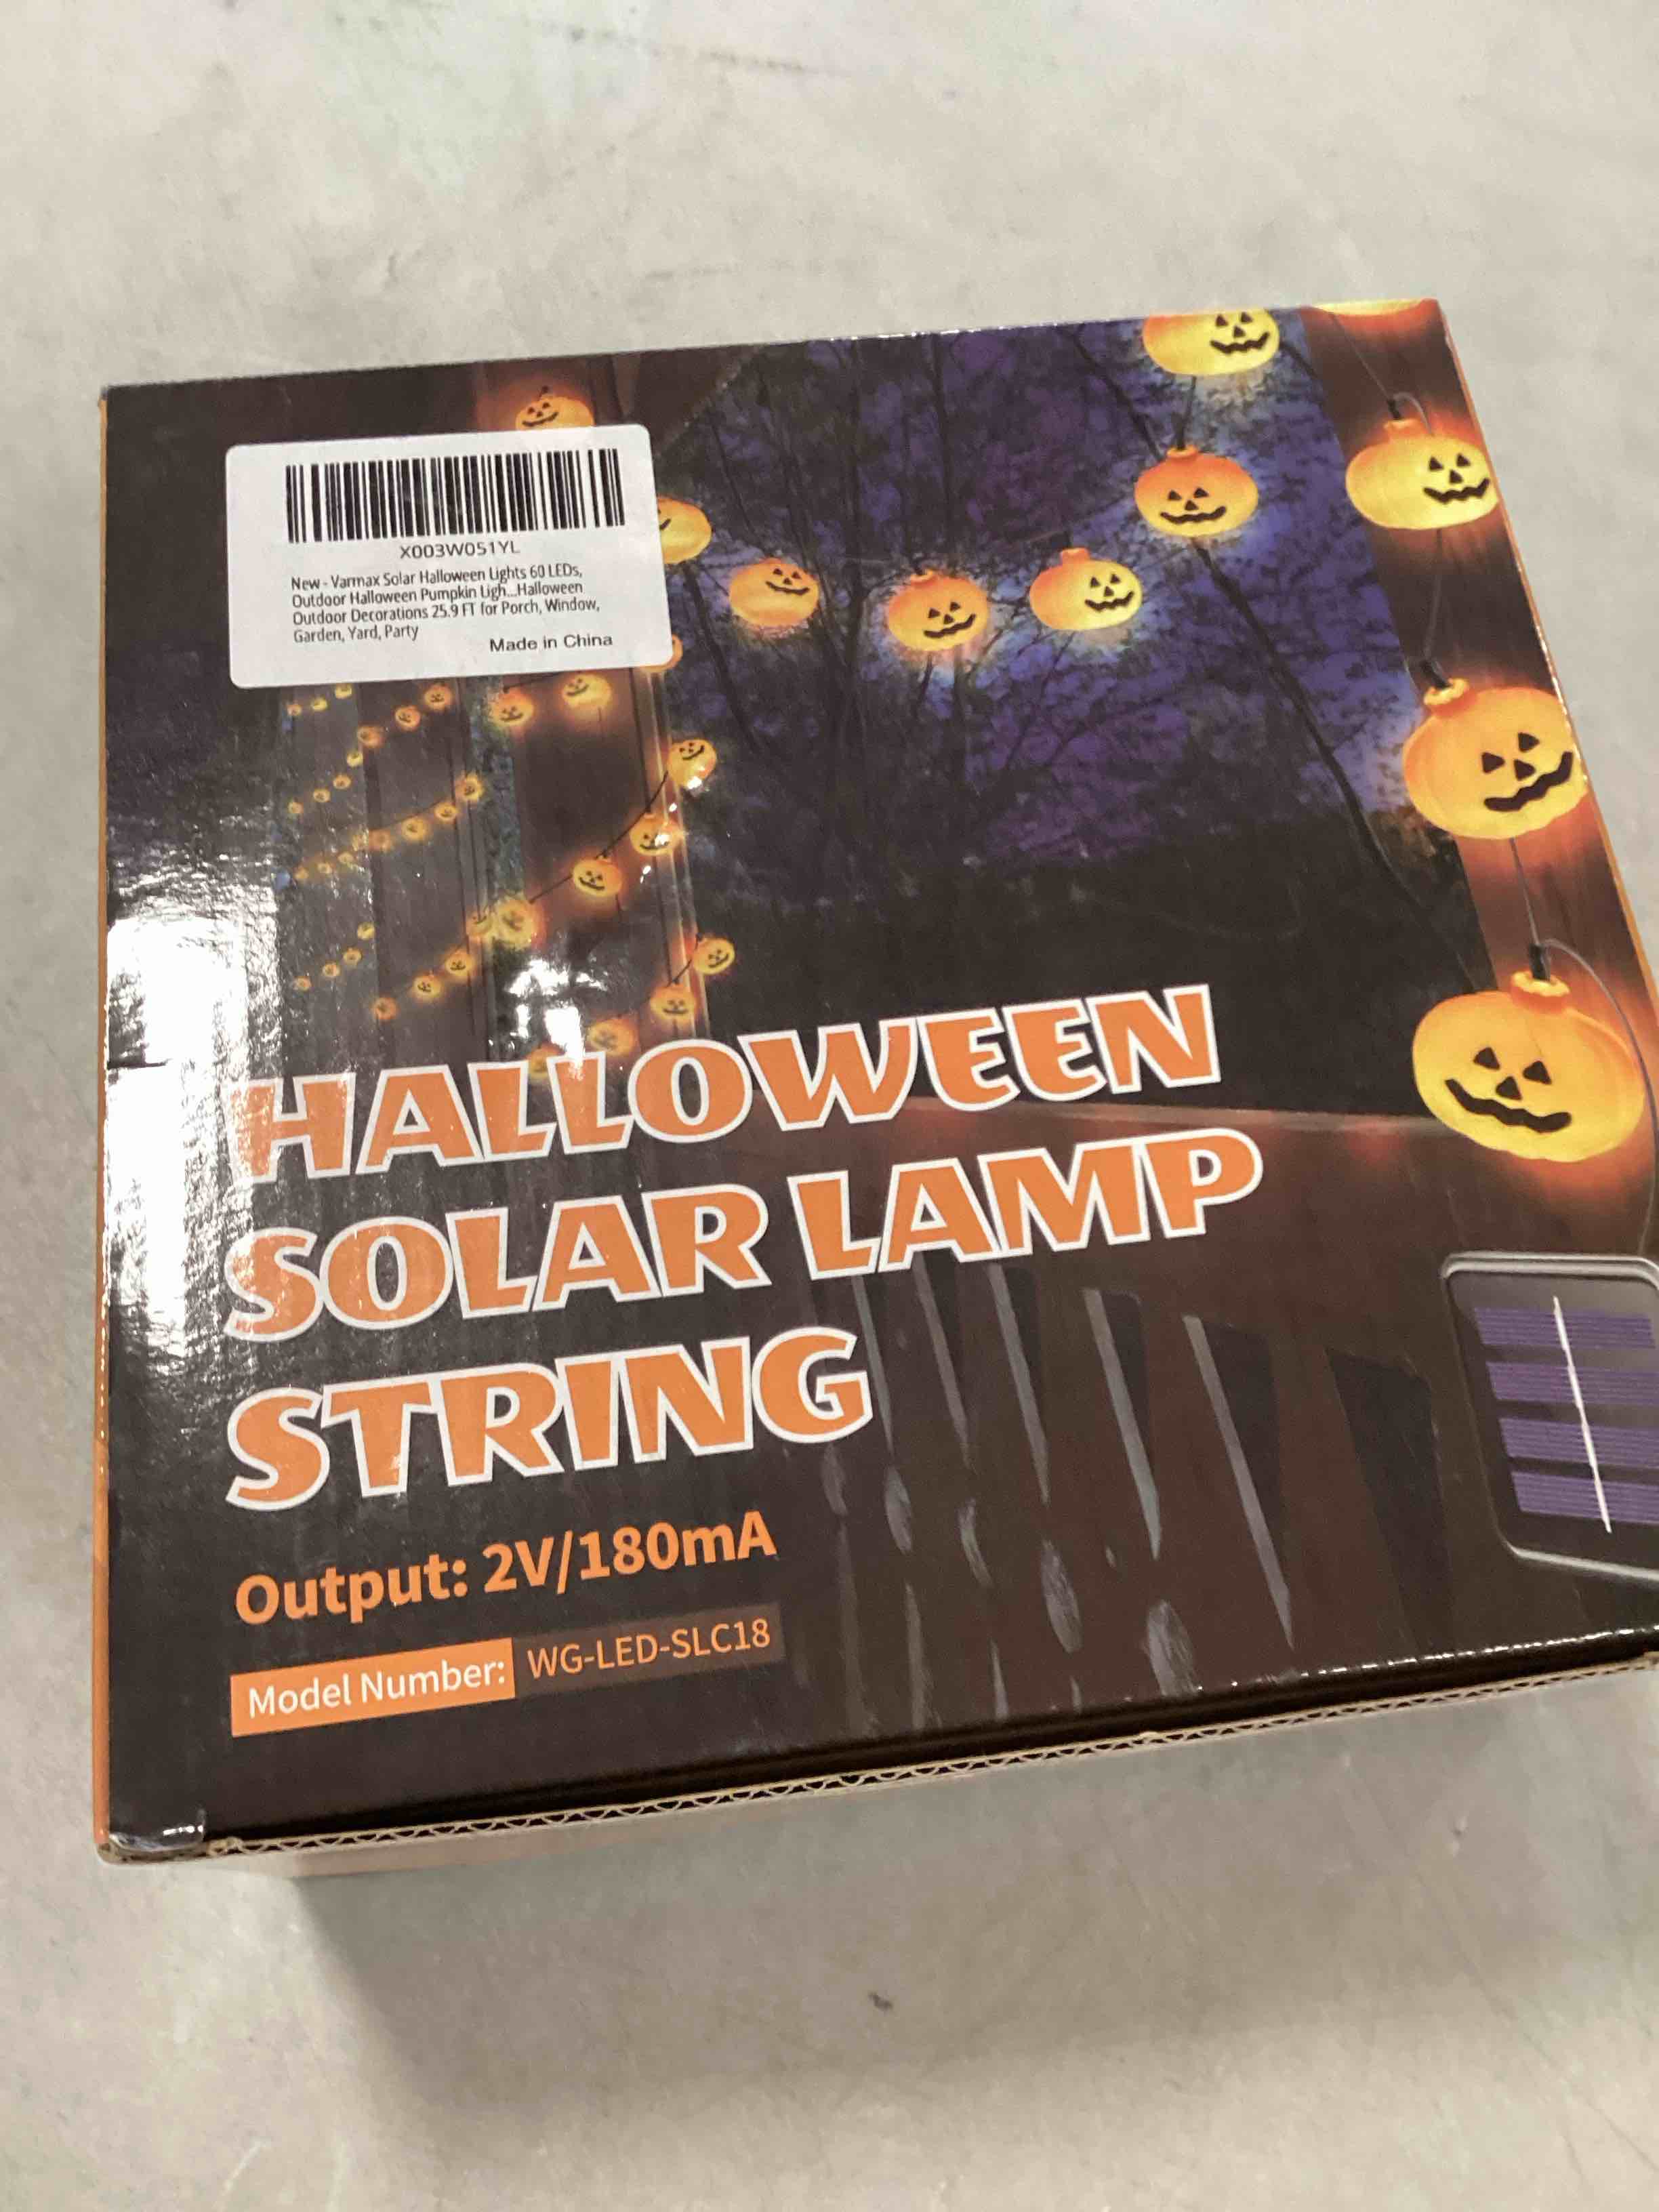 X003W051YL
New - Varmax Solar Halloween Lights 60 LEDs,
Outdoor Halloween Pumpkin Ligh...Halloween
Outdoor Decorations 25.9 FT for Porch, Window,
Garden, Yard, Party
Made in China
HALLOWEEN
SOLAR LAMP
STRING
Output: 2V/180mA
Model Number: WG-LED-SLC18